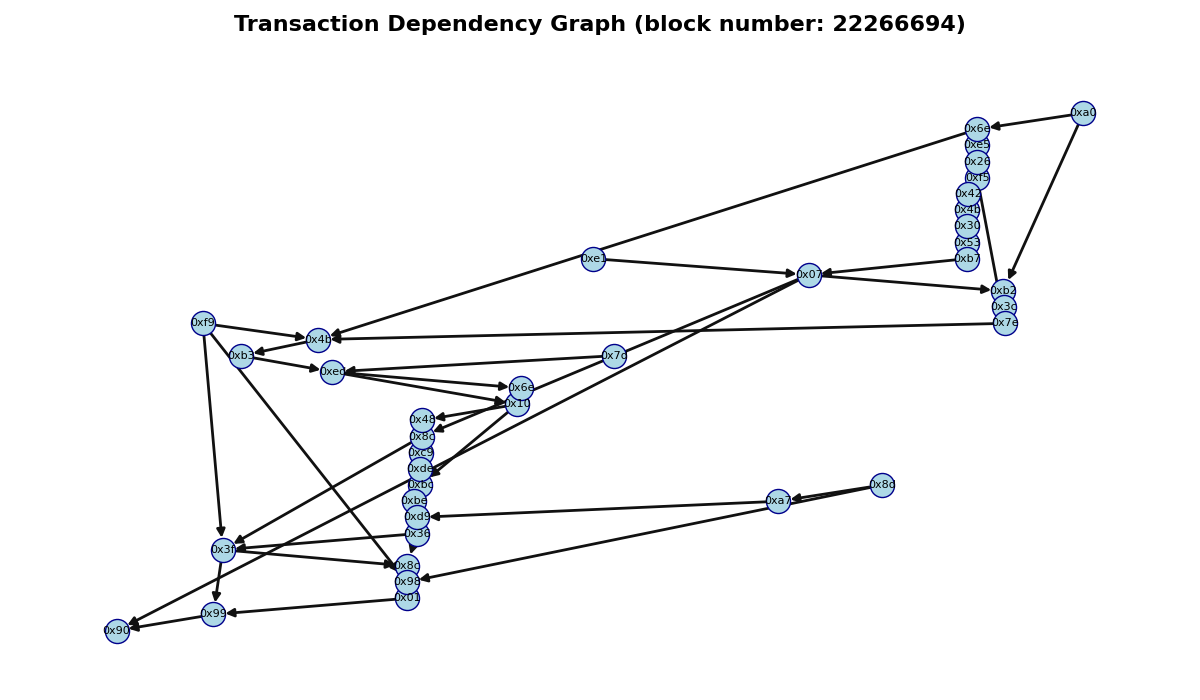 Transaction Dependency Graph (block number: 22266694)
0xa0
0x6e
0xe5
0x26
0xf5
0x42
0x4b
0x30
0x53
0xe1
0xb7
0x07
0xb2
0x3c
0xf9
0x7e
0x4b
0xb3
0x7d
0xec
0x6e
0x10
0x48
0x8d
0xc9
0xde
0xbc
0x8d
0xbe
0xa7
0xd9
0x36
0x3f
0x8c
0x98
0x01
0x99
0x90